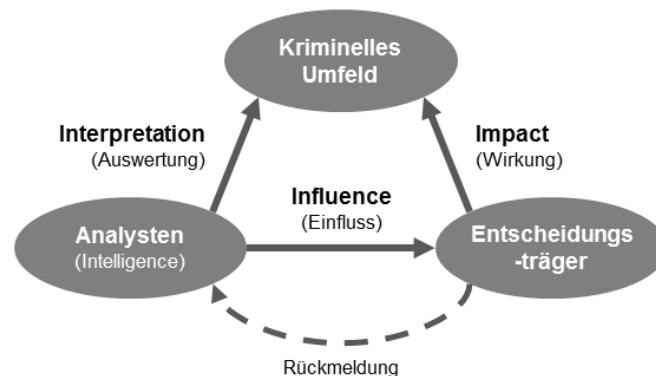 Kriminelles
Umfeld
Interpretation
(Auswertung)
Impact
(Wirkung)
Influence
(Einfluss)
Analysten
(Intelligence)
Entscheidungs
-träger
Rückmeldung